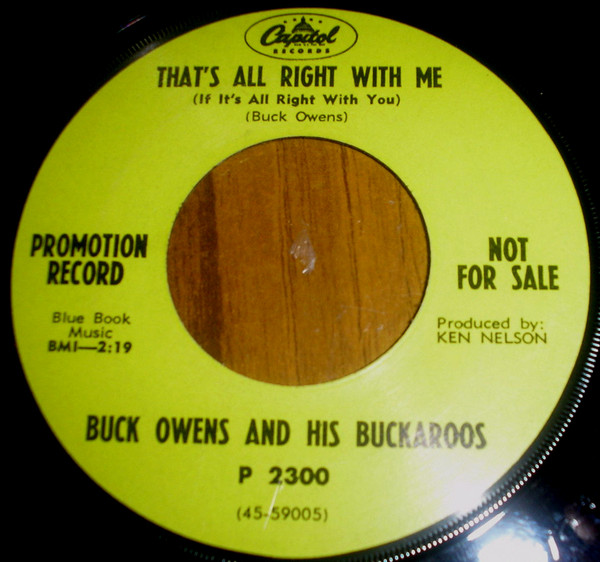 Capitol
RECORDS
THAT'S ALL RIGHT WITH ME
(If It's All Right With You)
(Buck Owens)
PROMOTION
RECORD
NOT
FOR SALE
Blue Book
Music
BMI—2:19
Produced by:
KEN NELSON
BUCK OWENS AND HIS BUCKAROOS
P 2300
(45-59005)